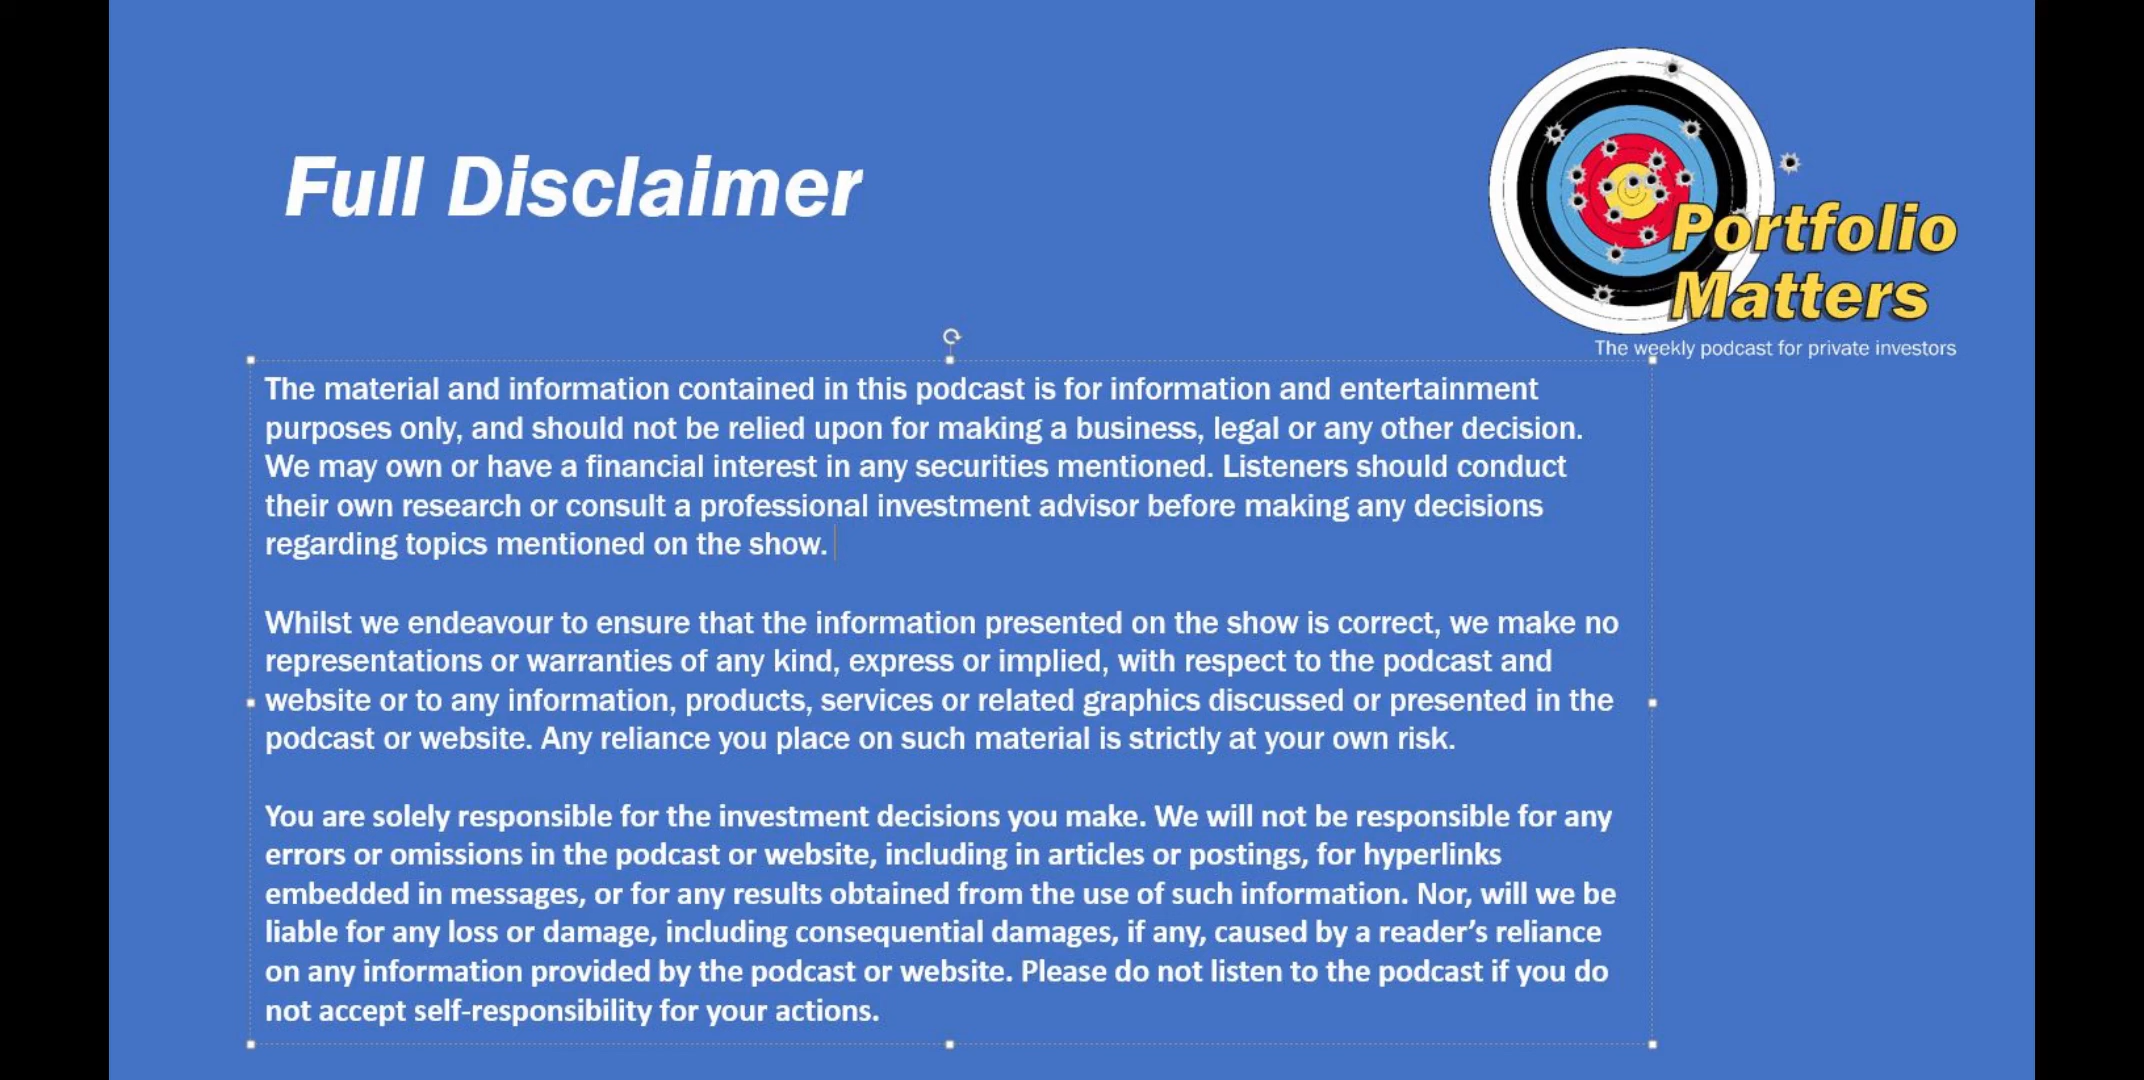 Full Disclaimer
Portfolio
Matters
The weekly podcast for private investors
The material and information contained in this podcast is for information and entertainment
purposes only, and should not be relied upon for making a business, legal or any other decision.
We may own or have a financial interest in any securities mentioned. Listeners should conduct
their own research or consult a professional investment advisor before making any decisions
regarding topics mentioned on the show.
Whilst we endeavour to ensure that the information presented on the show is correct, we make no
representations or warranties of any kind, express or implied, with respect to the podcast and
website or to any information, products, services or related graphics discussed or presented in the
podcast or website. Any reliance you place on such material is strictly at your own risk.
You are solely responsible for the investment decisions you make. We will not be responsible for any
errors or omissions in the podcast or website, including in articles or postings, for hyperlinks
embedded in messages, or for any results obtained from the use of such information. Nor, will we be
liable for any loss or damage, including consequential damages, if any, caused by a reader’s reliance
on any information provided by the podcast or website. Please do not listen to the podcast if you do
not accept self-responsibility for your actions.